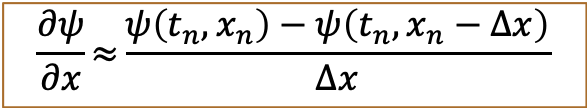 ∂ψ/∂x ≈ (ψ(tₙ, xₙ) − ψ(tₙ, xₙ − Δx))/Δx